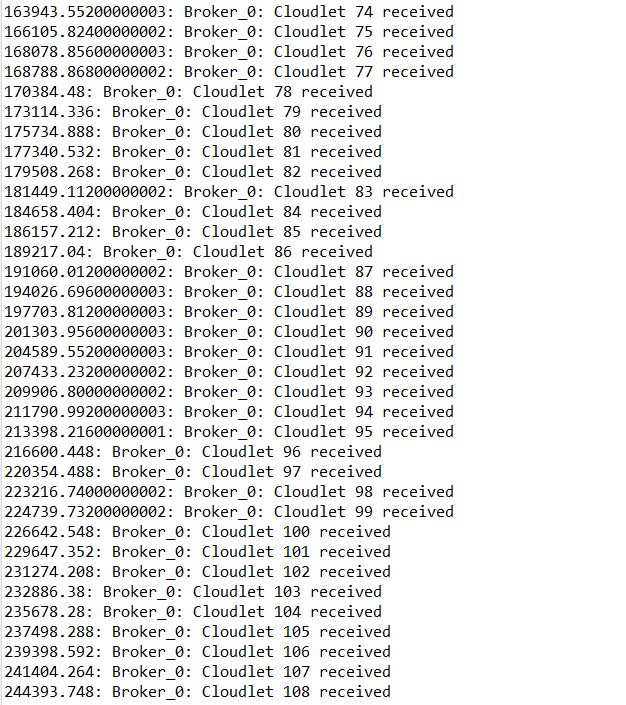 163943.55200000003: Broker_0: Cloudlet 74 received
166105.82400000002: Broker_0: Cloudlet 75 received
168078.85600000003: Broker_0: Cloudlet 76 received
168788.86800000002: Broker_0: Cloudlet 77 received
170384.48: Broker_0: Cloudlet 78 received
173114.336: Broker_0: Cloudlet 79 received
175734.888: Broker_0: Cloudlet 80 received
177340.532: Broker_0: Cloudlet 81 received
179508.268: Broker_0: Cloudlet 82 received
181449.11200000002: Broker_0: Cloudlet 83 received
184658.404: Broker_0: Cloudlet 84 received
186157.212: Broker_0: Cloudlet 85 received
189217.04: Broker_0: Cloudlet 86 received
191060.01200000002: Broker_0: Cloudlet 87 received
194026.69600000003: Broker_0: Cloudlet 88 received
197703.81200000003: Broker_0: Cloudlet 89 received
201303.95600000003: Broker_0: Cloudlet 90 received
204589.55200000003: Broker_0: Cloudlet 91 received
207433.23200000002: Broker_0: Cloudlet 92 received
209906.80000000002: Broker_0: Cloudlet 93 received
211790.99200000003: Broker_0: Cloudlet 94 received
213398.21600000001: Broker_0: Cloudlet 95 received
216600.448: Broker_0: Cloudlet 96 received
220354.488: Broker_0: Cloudlet 97 received
223216.74000000002: Broker_0: Cloudlet 98 received
224739.73200000002: Broker_0: Cloudlet 99 received
226642.548: Broker_0: Cloudlet 100 received
229647.352: Broker_0: Cloudlet 101 received
231274.208: Broker_0: Cloudlet 102 received
232886.38: Broker_0: Cloudlet 103 received
235678.28: Broker_0: Cloudlet 104 received
237498.288: Broker_0: Cloudlet 105 received
239398.592: Broker_0: Cloudlet 106 received
241404.264: Broker_0: Cloudlet 107 received
244393.748: Broker_0: Cloudlet 108 received